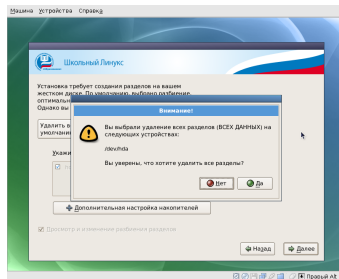 Машина Устройства Справка
Школьный Линукс
Установка требует создания разделов на вашем
жестком диске. По умолчанию, выбрано разбиение,
оптимальн
Однако вы
Внимание!
Удалить в
умолчани
Вы выбрали удаление всех разделов (ВСЕХ ДАННЫХ) на
следующих устройствах:
/dev/hda
Вы уверены, что хотите удалить все разделы?
Укажи
Нет Да
Дополнительная настройка накопителей
Просмотр и изменение разбиения разделов
Назад Далее
Правый Alt